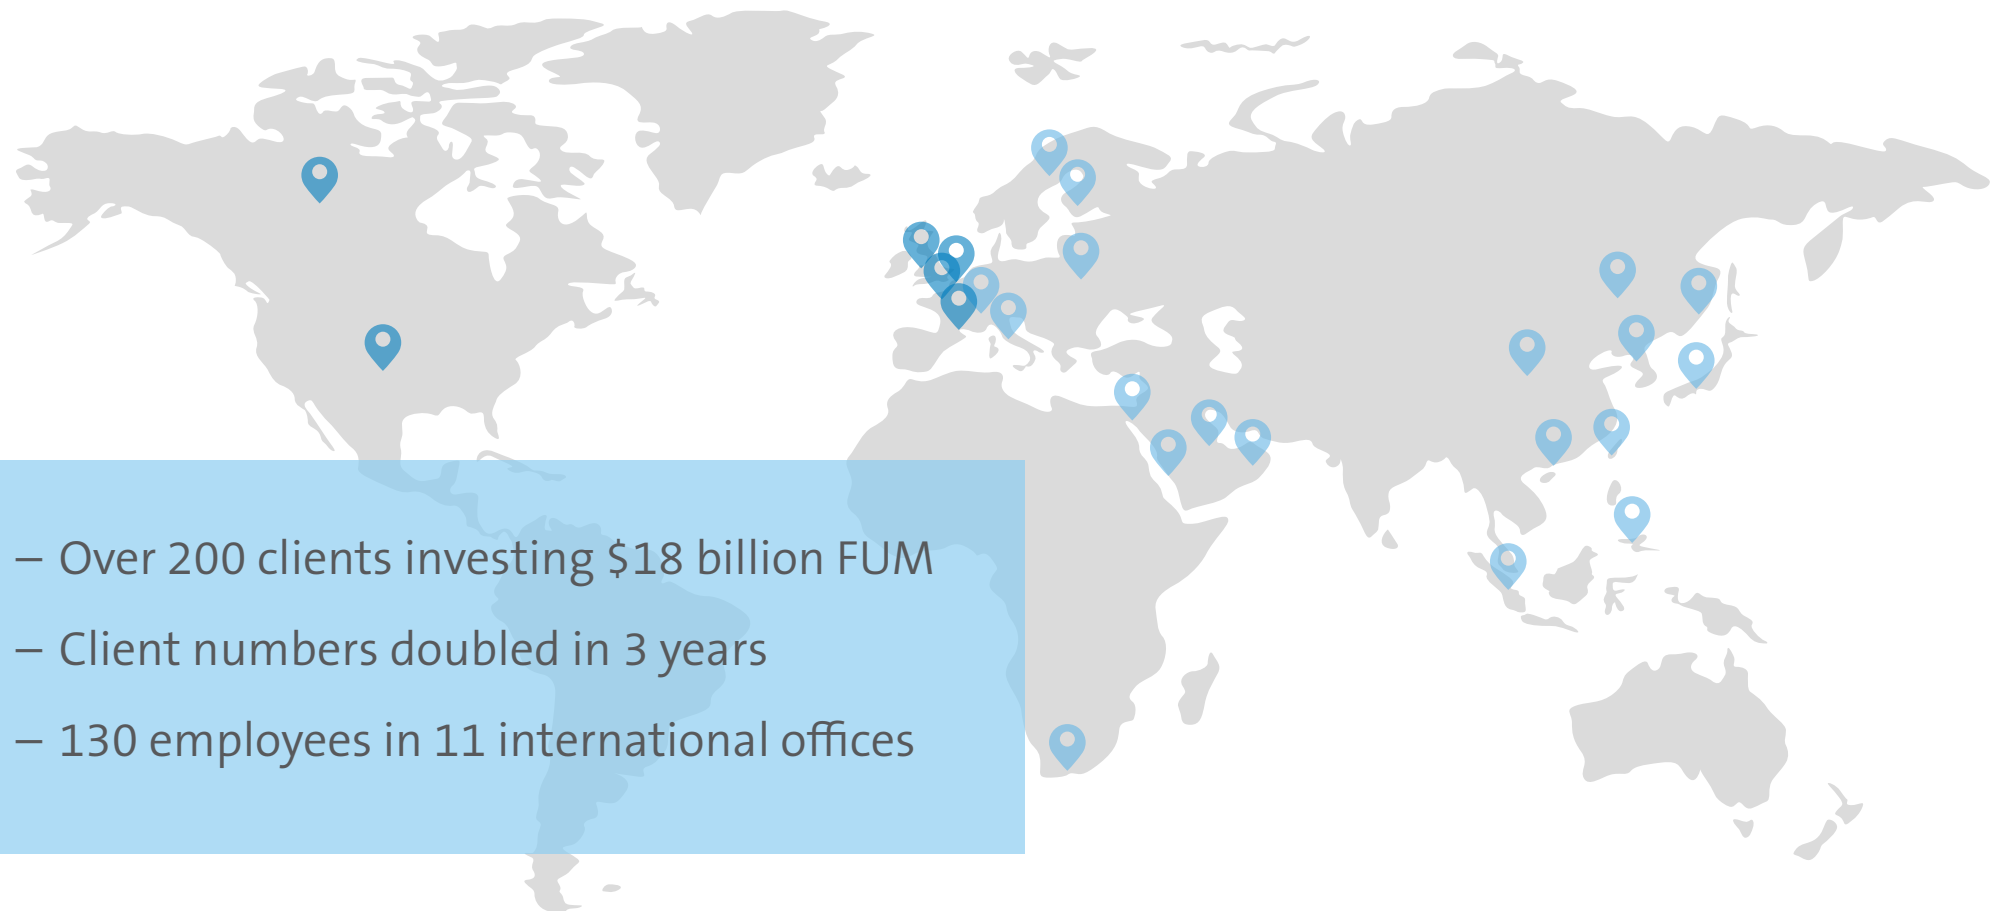 – Over 200 clients investing $18 billion FUM
– Client numbers doubled in 3 years
– 130 employees in 11 international offices